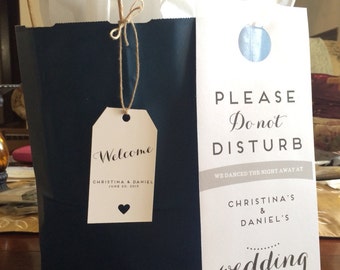 Welcome
CHRISTINA & DANIEL
PLEASE
Do not
DISTURB
WE DANCED THE NIGHT AWAY AT
CHRISTINA'S
&
DANIEL'S
wedding